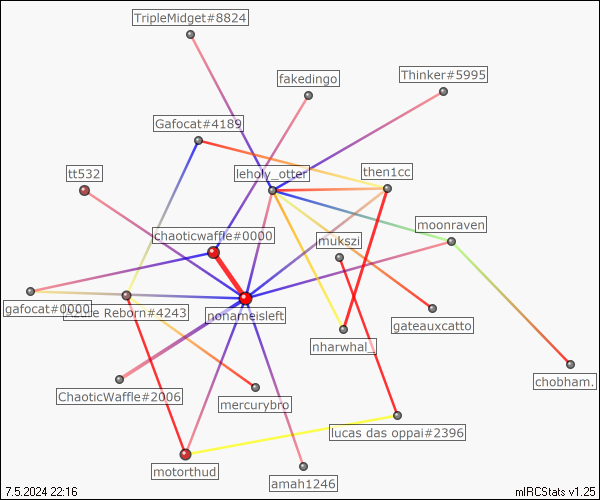 TripleMidget#8824
fakedingo
Thinker#5995
Gafocat#4189
tt532
leholy_otter
then1cc
moonraven
chaoticwaffle#0000
mukszi
gafocat#0000
Reborn#4243
nonameisleft
gateauxcatto
nharwhal_
chobham.
ChaoticWaffle#2006
mercurybro
lucas das oppai#2396
motorthud
amah1246
7.5.2024 22:16
mIRCStats v1.25